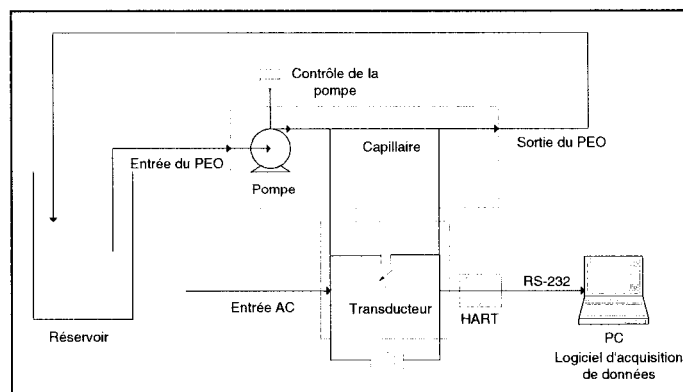 Contrôle de la
pompe
Entrée du PEO
Capillaire
Sortie du PEO
Pompe
RS-232
Entrée AC
Transducteur
HART
Réservoir
PC
Logiciel d'acquisition
de données